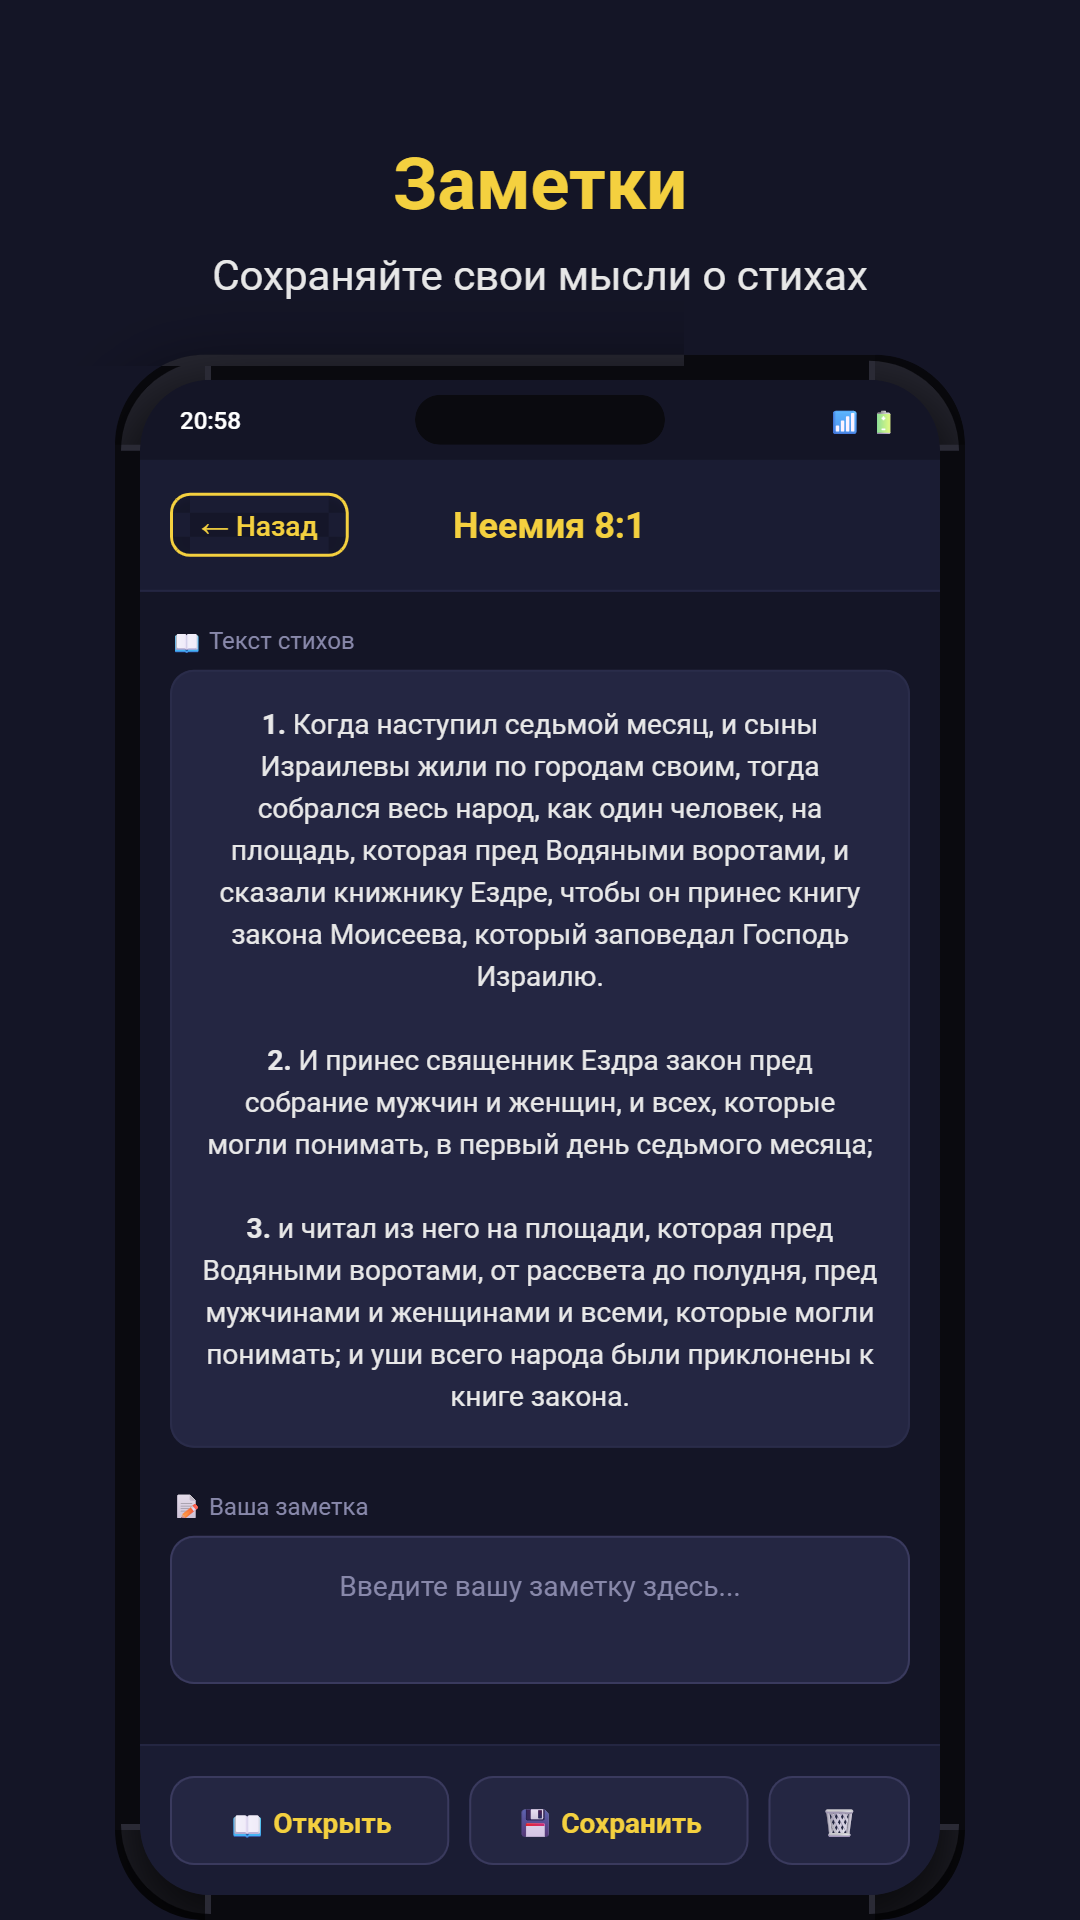 Заметки
Сохраняйте свои мысли о стихах
20:58
← Назад
Неемия 8:1
Текст стихов
1. Когда наступил седьмой месяц, и сыны
Израилевы жили по городам своим, тогда
собрался весь народ, как один человек, на
площадь, которая пред Водяными воротами, и
сказали книжнику Ездре, чтобы он принес книгу
закона Моисеева, который заповедал Господь
Израилю.
2. И принес священник Ездра закон пред
собрание мужчин и женщин, и всех, которые
могли понимать, в первый день седьмого месяца;
3. и читал из него на площади, которая пред
Водяными воротами, от рассвета до полудня, пред
мужчинами и женщинами и всеми, которые могли
понимать; и уши всего народа были приклонены к
книге закона.
Ваша заметка
Введите вашу заметку здесь...
Открыть
Сохранить